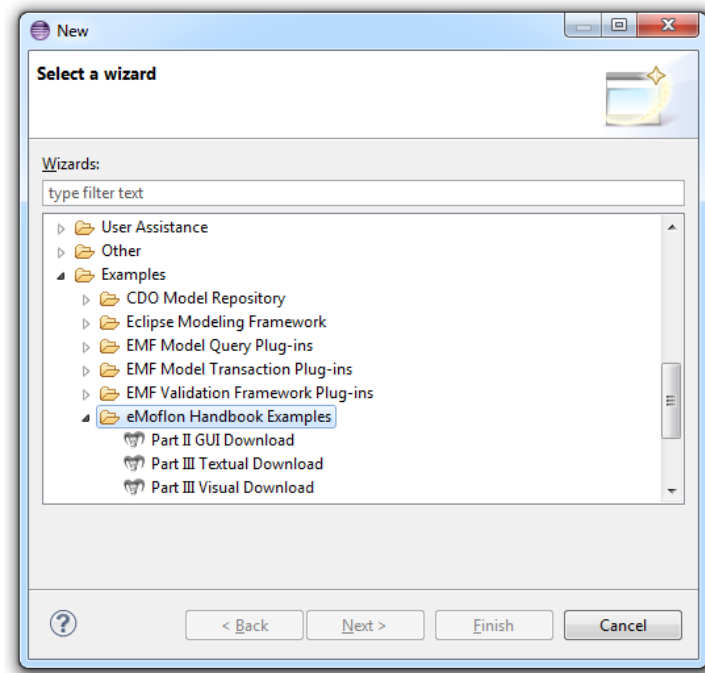 New
Select a wizard
Wizards:
type filter text
User Assistance
Other
Examples
CDO Model Repository
Eclipse Modeling Framework
EMF Model Query Plug-ins
EMF Model Transaction Plug-ins
EMF Validation Framework Plug-ins
eMoflon Handbook Examples
Part II GUI Download
Part III Textual Download
Part III Visual Download
< Back Next > Finish Cancel